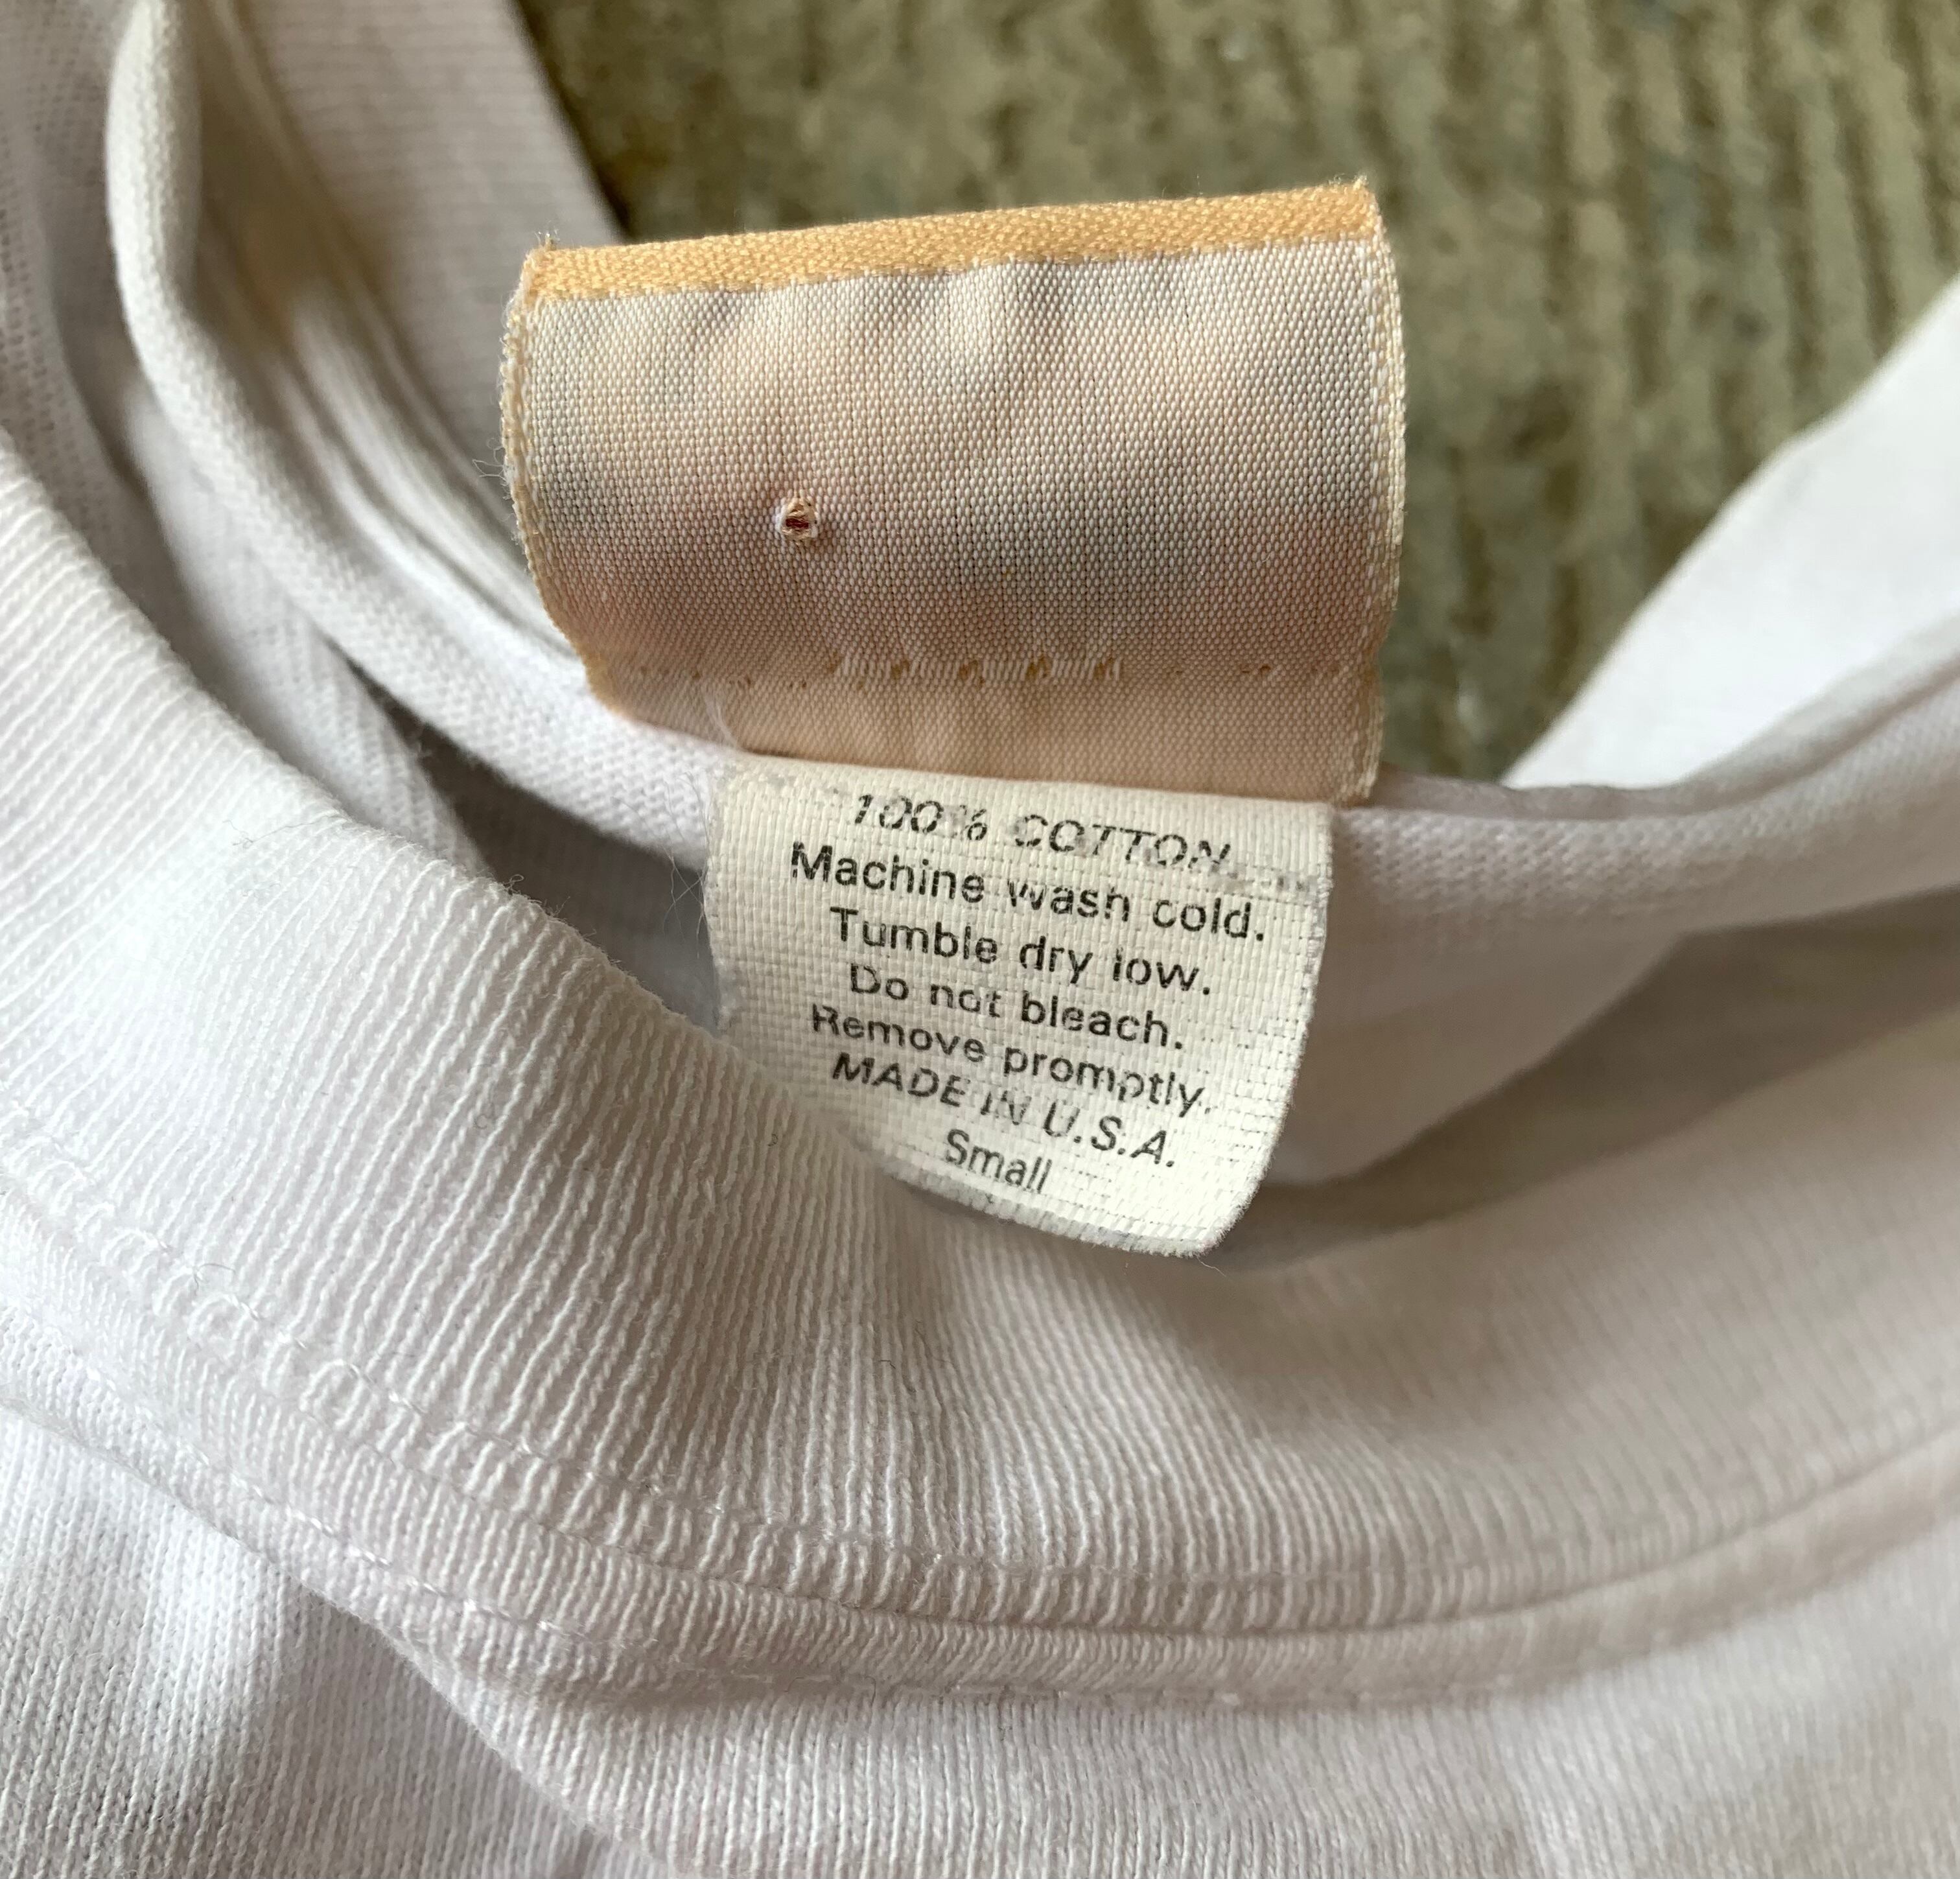 100% COTTON
Machine wash cold.
Tumble dry low.
Do not bleach.
Remove promptly.
MADE IN U.S.A.
Small